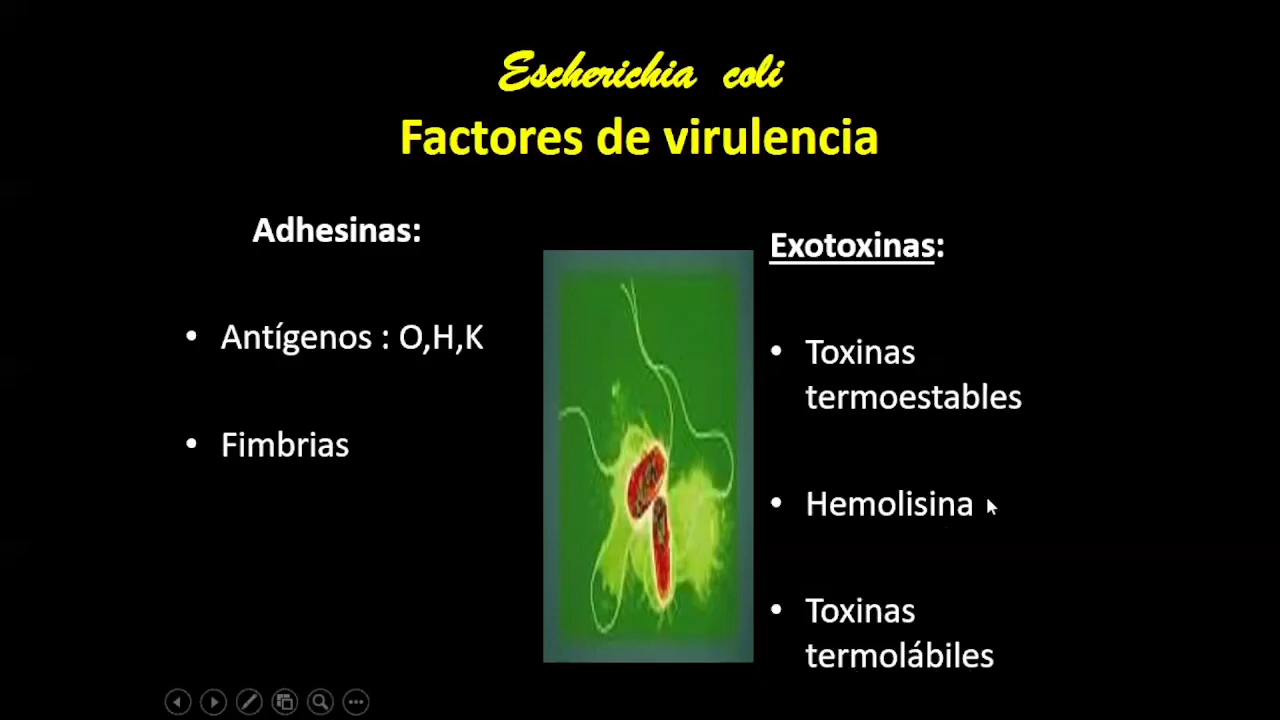 Escherichia coli
Factores de virulencia
Adhesinas:
• Antígenos : O,H,K
• Fimbrias
Exotoxinas:
• Toxinas
termoestables
• Hemolisina
• Toxinas
termolábiles